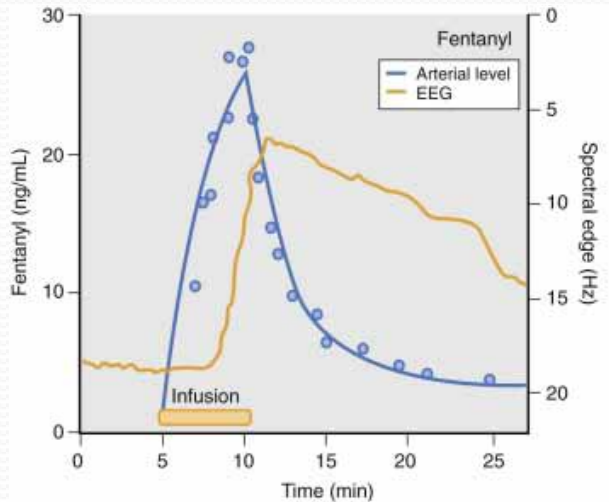 Fentanyl
Arterial level
EEG
30
20
10
0
Fentanyl (ng/mL)
0
5
10
15
20
Spectral edge (Hz)
Infusion
0
5
10
15
20
25
Time (min)